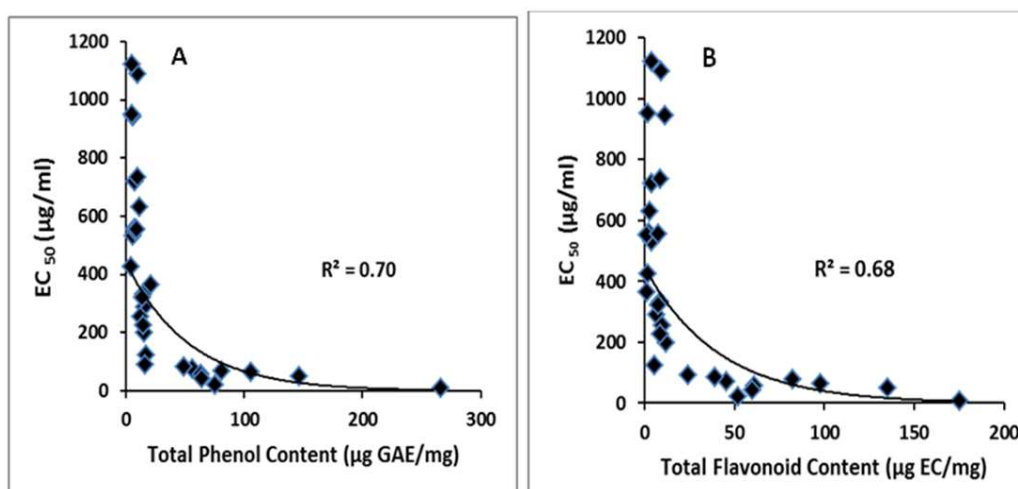 A
EC 50 (µg/ml)
1200
1000
800
600
400
200
0
R² = 0.70
0 100 200 300
Total Phenol Content (µg GAE/mg)
B
EC 50 (µg/ml)
1200
1000
800
600
400
200
0
R² = 0.68
0 50 100 150 200
Total Flavonoid Content (µg EC/mg)